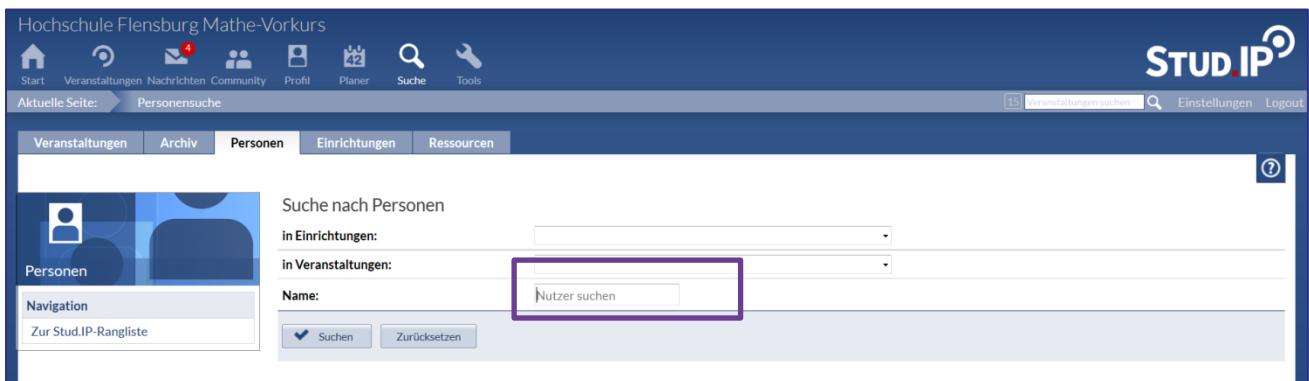 Hochschule Flensburg Mathe-Vorkurs
4
42
Start Veranstaltungen Nachrichten Community Profil Planer Suche Tools
STUD.IP
Aktuelle Seite: Personensuche 15 Veranstaltungen suchen Einstellungen Logout
Veranstaltungen Archiv Personen Einrichtungen Ressourcen
?
Suche nach Personen
in Einrichtungen:
in Veranstaltungen:
Personen
Name: Nutzer suchen
Navigation
Zur Stud.IP-Rangliste
Suchen Zurücksetzen